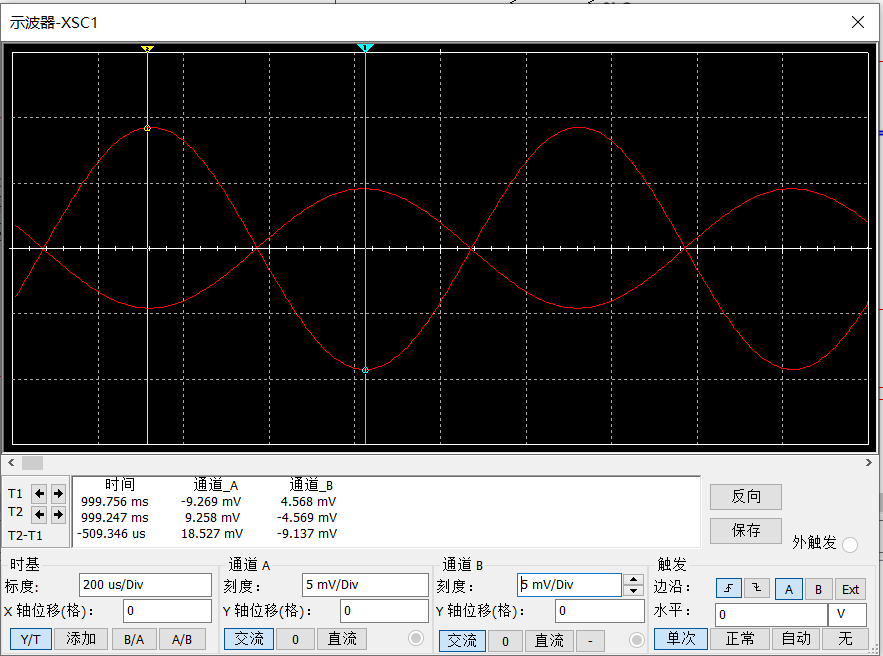 示波器-XSC1
2
1
时间 通道_A 通道_B
T1 999.756 ms -9.269 mV 4.568 mV
T2 999.247 ms 9.258 mV -4.569 mV
T2-T1 -509.346 us 18.527 mV -9.137 mV
反向
保存
外触发
时基 通道 A 通道 B 触发
标度: 200 us/Div 刻度: 5 mV/Div 刻度: 5 mV/Div 边沿: A B Ext
X 轴位移(格): 0 Y 轴位移(格): 0 Y 轴位移(格): 0 水平: 0 V
Y/T 添加 B/A A/B 交流 0 直流 交流 0 直流 - 单次 正常 自动 无